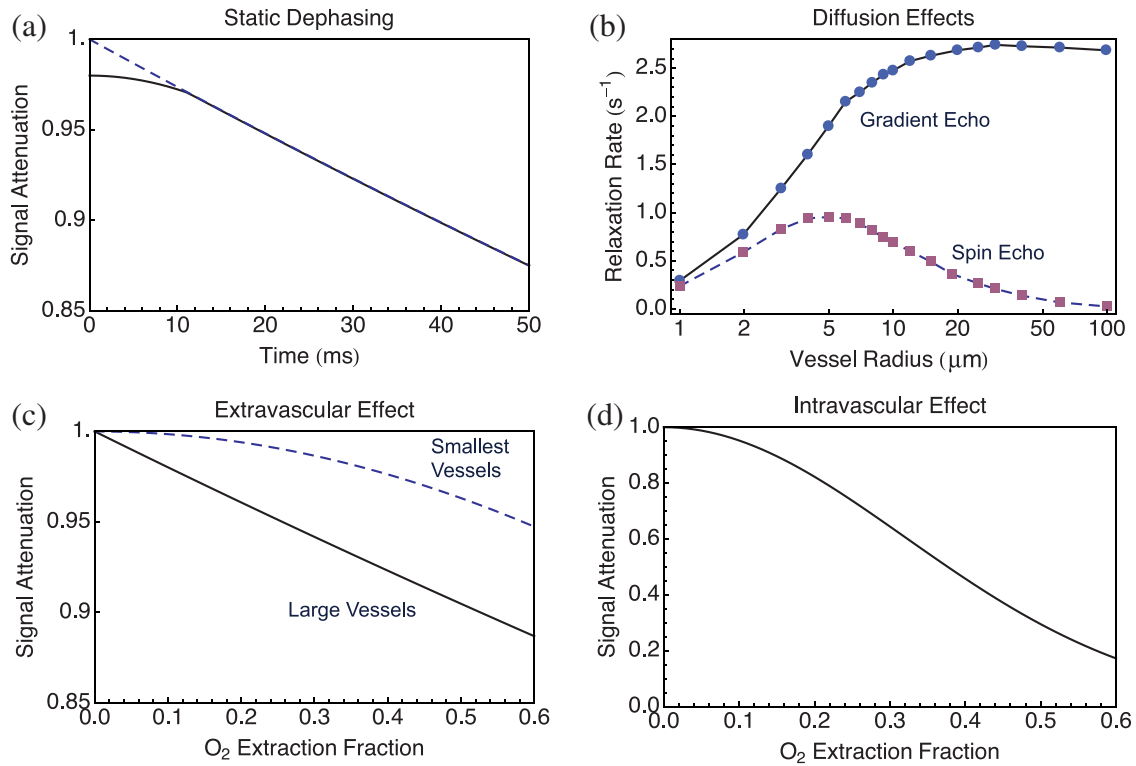 (a)
Static Dephasing
1.
0.95
0.9
0.85
Signal Attenuation
0 10 20 30 40 50
Time (ms)
(b)
Diffusion Effects
2.5
2.0
1.5
1.0
0.5
0.0
Relaxation Rate (s⁻¹)
Gradient Echo
Spin Echo
1 2 5 10 20 50 100
Vessel Radius (μm)
(c)
Extravascular Effect
1.
0.95
0.9
0.85
Signal Attenuation
Smallest
Vessels
Large Vessels
0.0 0.1 0.2 0.3 0.4 0.5 0.6
O₂ Extraction Fraction
(d)
Intravascular Effect
1.0
0.8
0.6
0.4
0.2
0.0
Signal Attenuation
0.0 0.1 0.2 0.3 0.4 0.5 0.6
O₂ Extraction Fraction